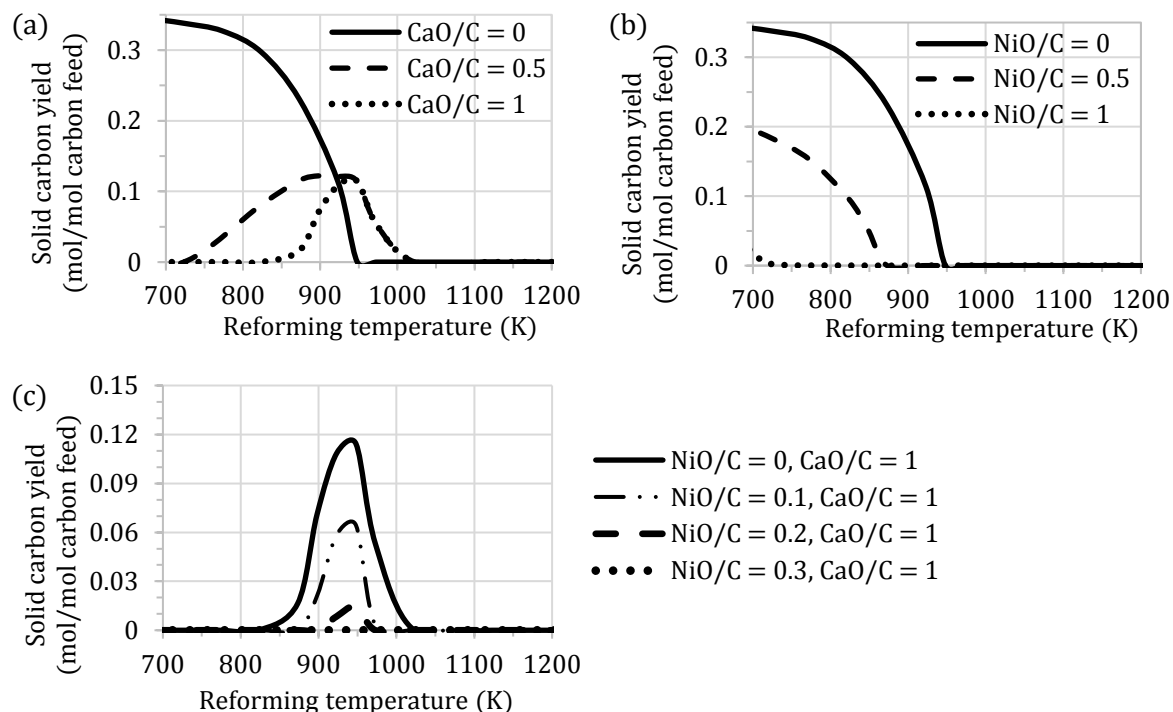 (a)
Solid carbon yield
(mol/mol carbon feed)
0.3
0.2
0.1
0
CaO/C = 0
CaO/C = 0.5
CaO/C = 1
700 800 900 1000 1100 1200
Reforming temperature (K)
(b)
Solid carbon yield
(mol/mol carbon feed)
0.3
0.2
0.1
0
NiO/C = 0
NiO/C = 0.5
NiO/C = 1
700 800 900 1000 1100 1200
Reforming temperature (K)
(c)
Solid carbon yield
(mol/mol carbon feed)
0.15
0.12
0.09
0.06
0.03
0
700 800 900 1000 1100 1200
Reforming temperature (K)
NiO/C = 0, CaO/C = 1
NiO/C = 0.1, CaO/C = 1
NiO/C = 0.2, CaO/C = 1
NiO/C = 0.3, CaO/C = 1